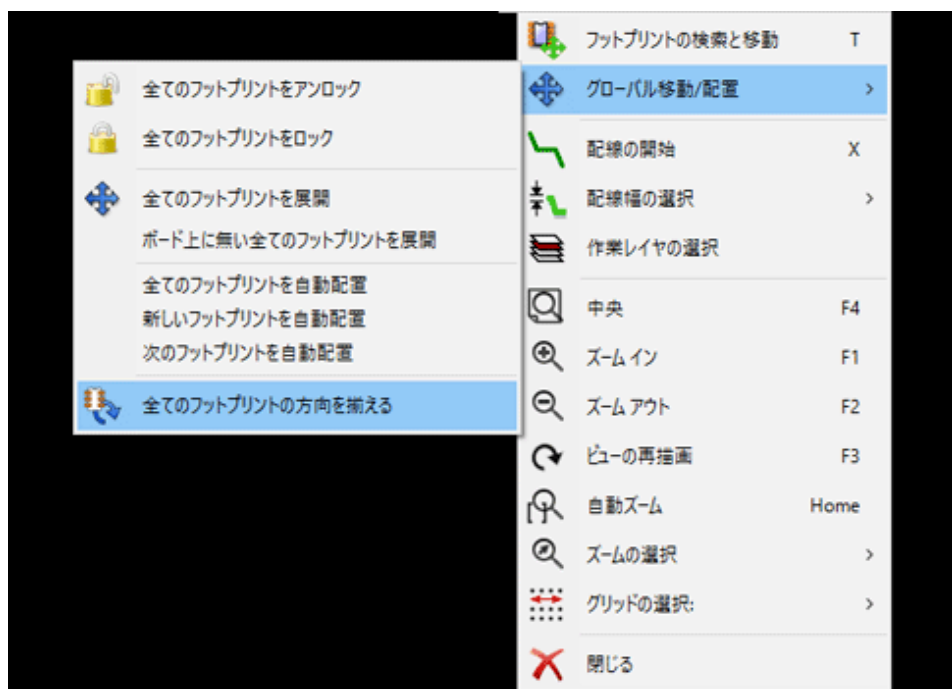 フットプリントの検索と移動 T
グローバル移動/配置 >
配線の開始 X
配線幅の選択 >
作業レイヤの選択
中央 F4
ズーム イン F1
ズーム アウト F2
ビューの再描画 F3
自動ズーム Home
ズームの選択 >
グリッドの選択: >
閉じる
全てのフットプリントをアンロック
全てのフットプリントをロック
全てのフットプリントを展開
ボード上に無い全てのフットプリントを展開
全てのフットプリントを自動配置
新しいフットプリントを自動配置
次のフットプリントを自動配置
全てのフットプリントの方向を揃える